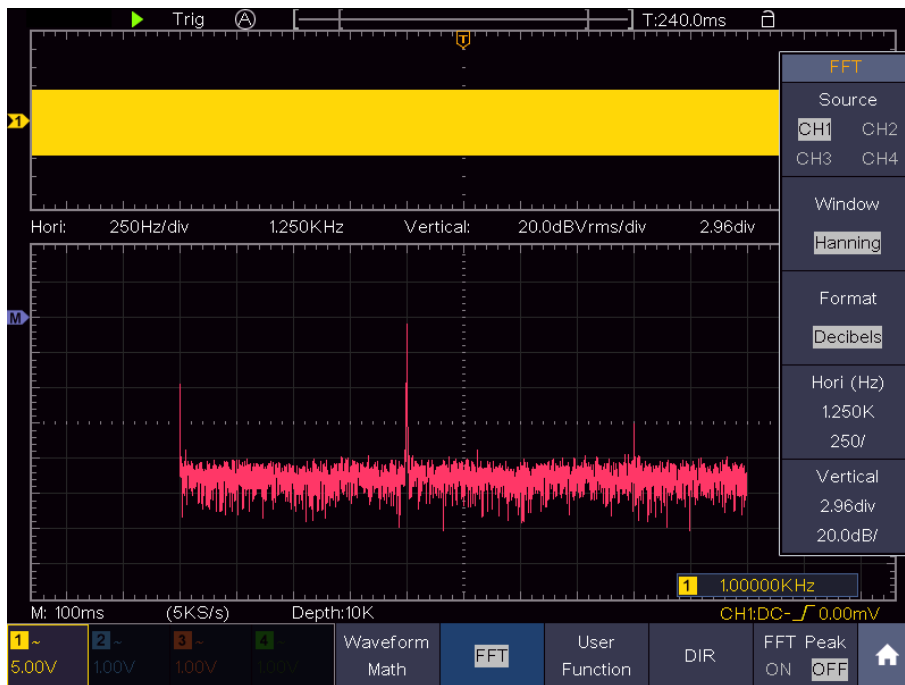 Trig A T:240.0ms
T
FFT
Source
CH1 CH2
CH3 CH4
1
Window
Hanning
Hori: 250Hz/div 1.250KHz Vertical: 20.0dBVrms/div 2.96div
Format
Decibels
M
Hori (Hz)
1.250K
250/
Vertical
2.96div
20.0dB/
1 1.00000KHz
M: 100ms (5KS/s) Depth:10K CH1:DC- 0.00mV
1 ~ 2 ~ 3 ~ 4 ~
5.00V 1.00V 1.00V 1.00V
Waveform
Math
FFT
User
Function
DIR
FFT Peak
ON OFF